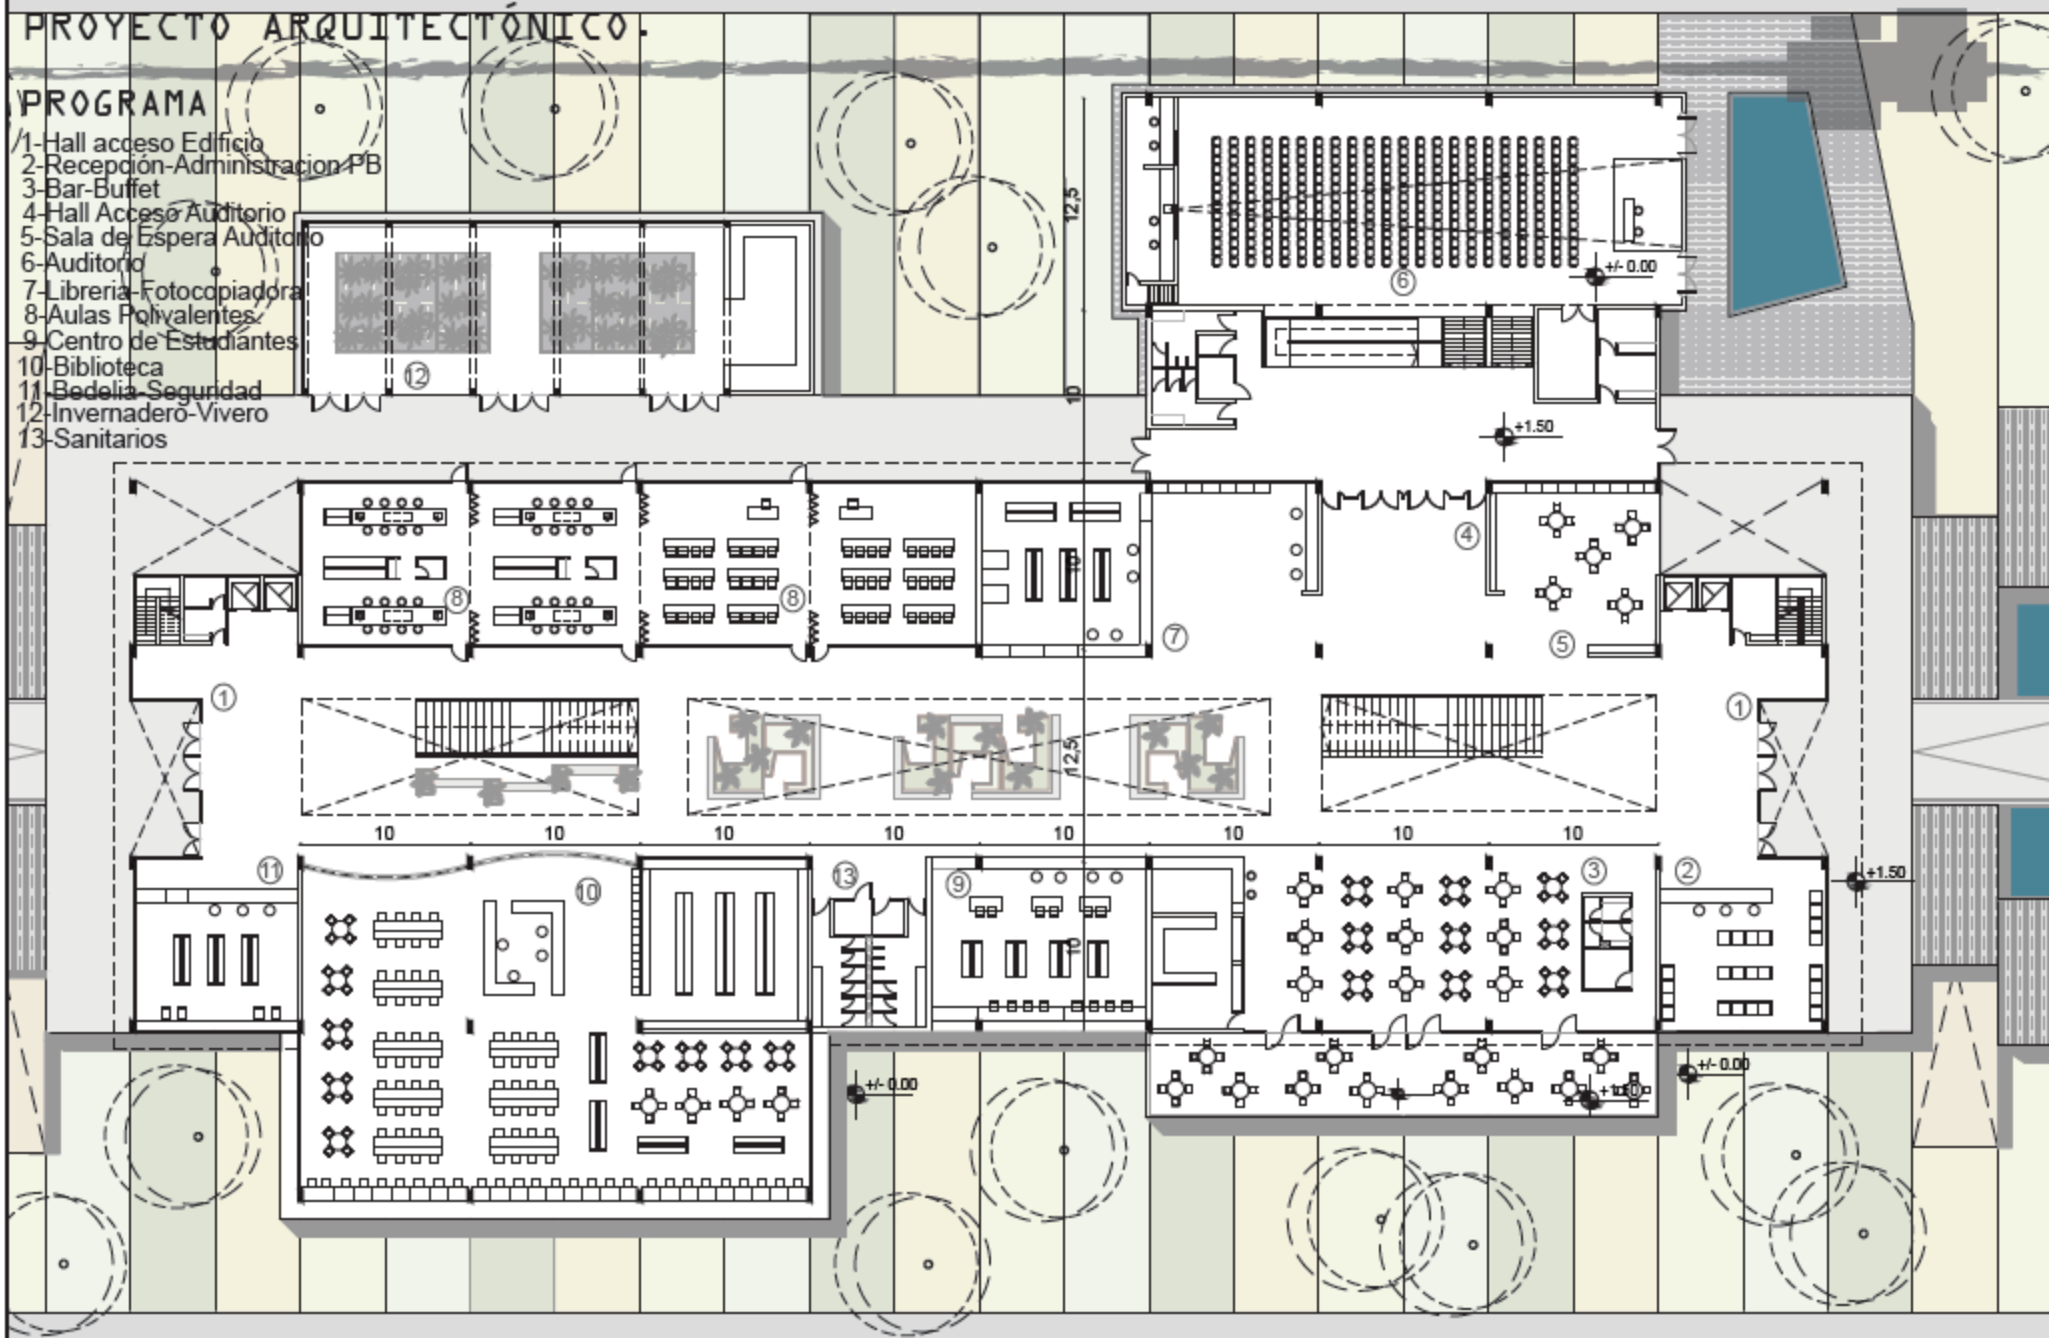 PROYECTO ARQUITECTÓNICO.
PROGRAMA
1-Hall acceso Edificio
2-Recepción-Administracion PB
3-Bar-Buffet
4-Hall Acceso Auditorio
5-Sala de Espera Auditorio
6-Auditorio
7-Libreria-Fotocopiadora
8-Aulas Polivalentes.
9-Centro de Estudiantes
10-Biblioteca
11-Bedelia-Seguridad
12-Invernadero-Vivero
13-Sanitarios
12,5
6
+/- 0.00
12
10
+1.50
4
8
8
10
7
5
1
1
12,5
10 10 10 10 10 10 10 10
11
10
13
9
3
2
+1.50
10
+/- 0.00
+/- 0.00